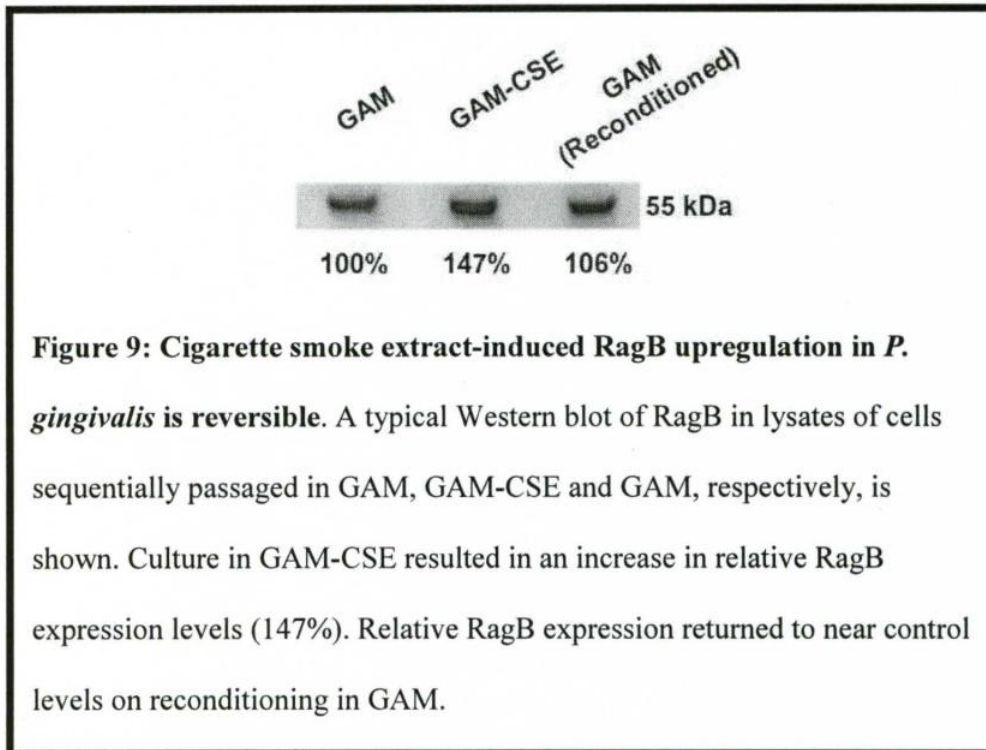 GAM
GAM-CSE
GAM
(Reconditioned)
55 kDa
100% 147% 106%
Figure 9: Cigarette smoke extract-induced RagB upregulation in P.
gingivalis is reversible. A typical Western blot of RagB in lysates of cells
sequentially passaged in GAM, GAM-CSE and GAM, respectively, is
shown. Culture in GAM-CSE resulted in an increase in relative RagB
expression levels (147%). Relative RagB expression returned to near control
levels on reconditioning in GAM.